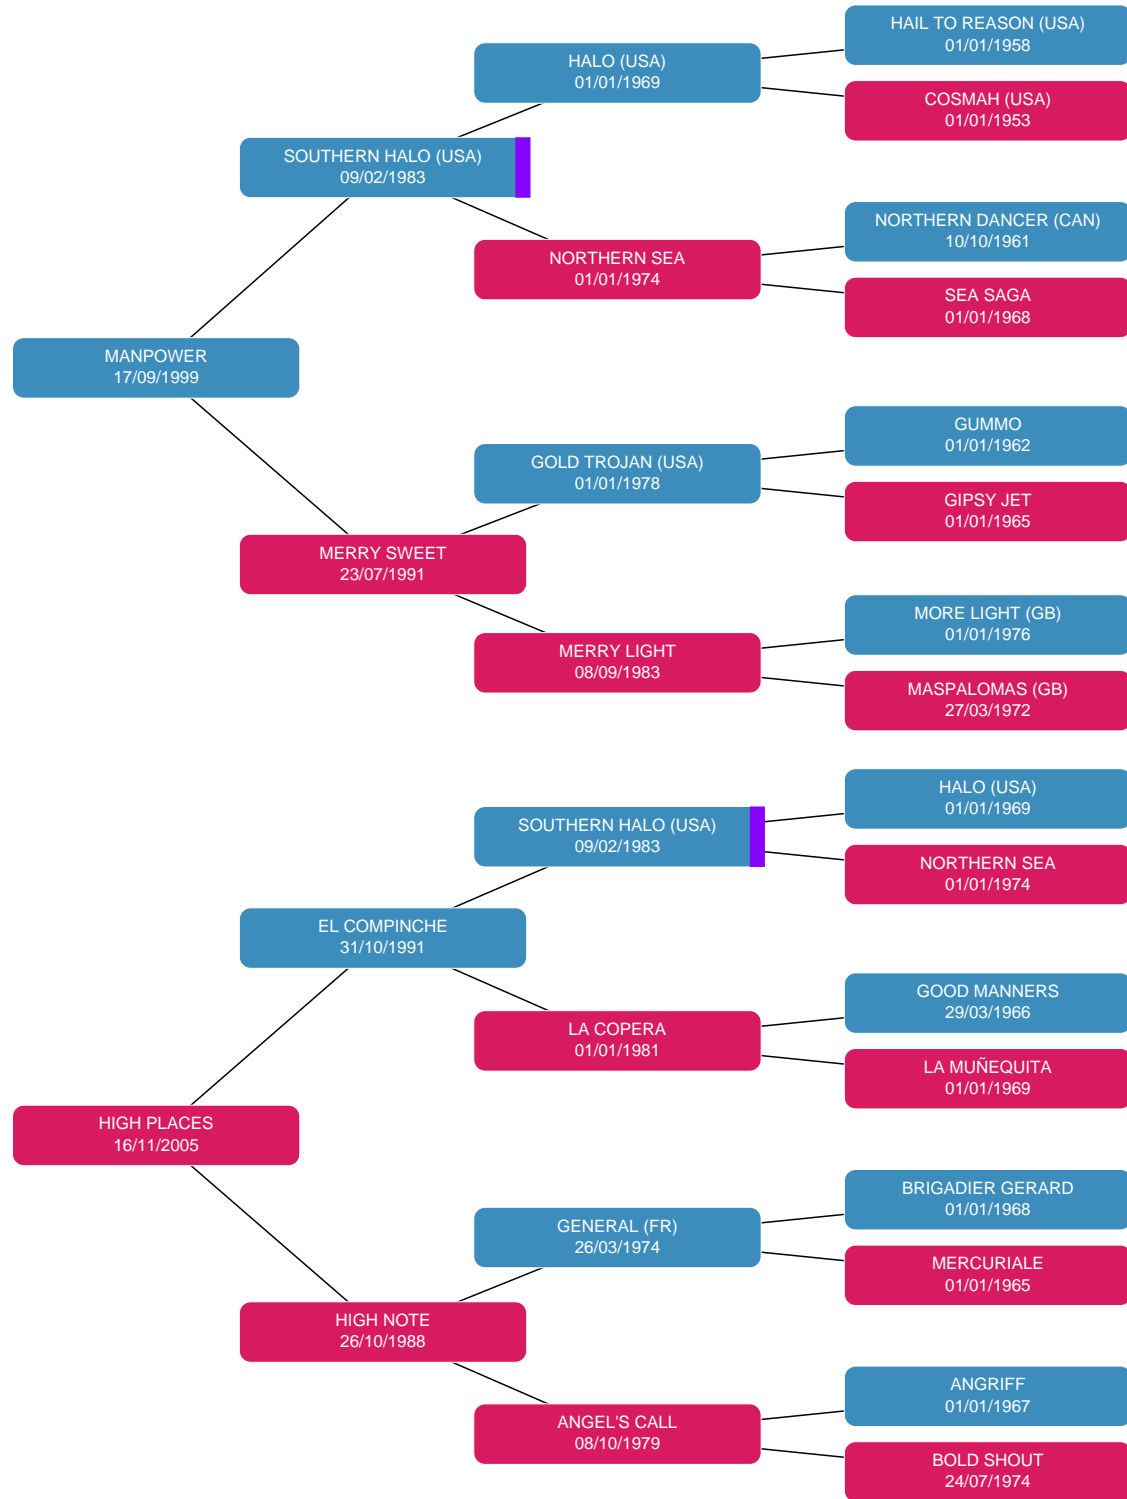 HAIL TO REASON (USA)
01/01/1958
HALO (USA)
01/01/1969
COSMAH (USA)
01/01/1953
SOUTHERN HALO (USA)
09/02/1983
NORTHERN DANCER (CAN)
10/10/1961
NORTHERN SEA
01/01/1974
SEA SAGA
01/01/1968
MANPOWER
17/09/1999
GUMMO
01/01/1962
GOLD TROJAN (USA)
01/01/1978
GIPSY JET
01/01/1965
MERRY SWEET
23/07/1991
MORE LIGHT (GB)
01/01/1976
MERRY LIGHT
08/09/1983
MASPALOMAS (GB)
27/03/1972
HALO (USA)
01/01/1969
SOUTHERN HALO (USA)
09/02/1983
NORTHERN SEA
01/01/1974
EL COMPINCHE
31/10/1991
GOOD MANNERS
29/03/1966
LA COPERA
01/01/1981
LA MUÑEQUITA
01/01/1969
HIGH PLACES
16/11/2005
BRIGADIER GERARD
01/01/1968
GENERAL (FR)
26/03/1974
MERCURIALE
01/01/1965
HIGH NOTE
26/10/1988
ANGRIFF
01/01/1967
ANGEL'S CALL
08/10/1979
BOLD SHOUT
24/07/1974